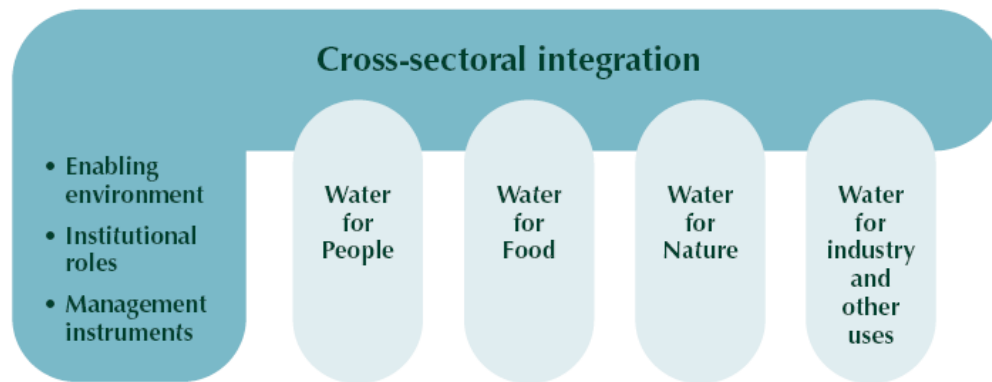 Cross-sectoral integration
• Enabling
environment
• Institutional
roles
• Management
instruments
Water
for
People
Water
for
Food
Water
for
Nature
Water
for
industry
and
other
uses